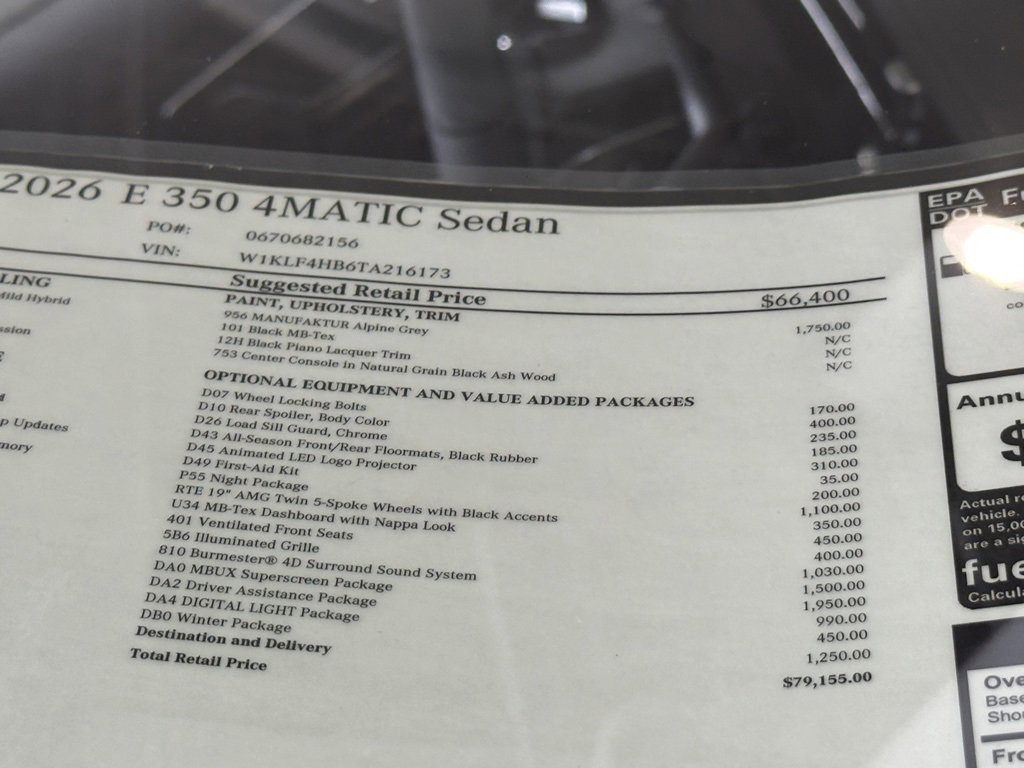 2026 E 350 4MATIC Sedan
PO#: 0670682156
VIN: W1KLF4HB6TA216173
LING
Mild Hybrid
ssion
E
p Updates
mory
Suggested Retail Price $66,400
PAINT, UPHOLSTERY, TRIM
956 MANUFAKTUR Alpine Grey 1,750.00
101 Black MB-Tex N/C
12H Black Piano Lacquer Trim N/C
753 Center Console in Natural Grain Black Ash Wood N/C
OPTIONAL EQUIPMENT AND VALUE ADDED PACKAGES
D07 Wheel Locking Bolts 170.00
D10 Rear Spoiler, Body Color 400.00
D26 Load Sill Guard, Chrome 235.00
D43 All-Season Front/Rear Floormats, Black Rubber 185.00
D45 Animated LED Logo Projector 310.00
D49 First-Aid Kit 35.00
P55 Night Package 200.00
RTE 19" AMG Twin 5-Spoke Wheels with Black Accents 1,100.00
U34 MB-Tex Dashboard with Nappa Look 350.00
401 Ventilated Front Seats 450.00
5B6 Illuminated Grille 400.00
810 Burmester® 4D Surround Sound System 1,030.00
DA0 MBUX Superscreen Package 1,500.00
DA2 Driver Assistance Package 1,950.00
DA4 DIGITAL LIGHT Package 990.00
DB0 Winter Package 450.00
Destination and Delivery 1,250.00
Total Retail Price $79,155.00
EPA
DOT
Fu
co
Annu
$
Actual re
vehicle.
on 15,00
are a sig
fue
Calcula
Ove
Base
Shou
Fro